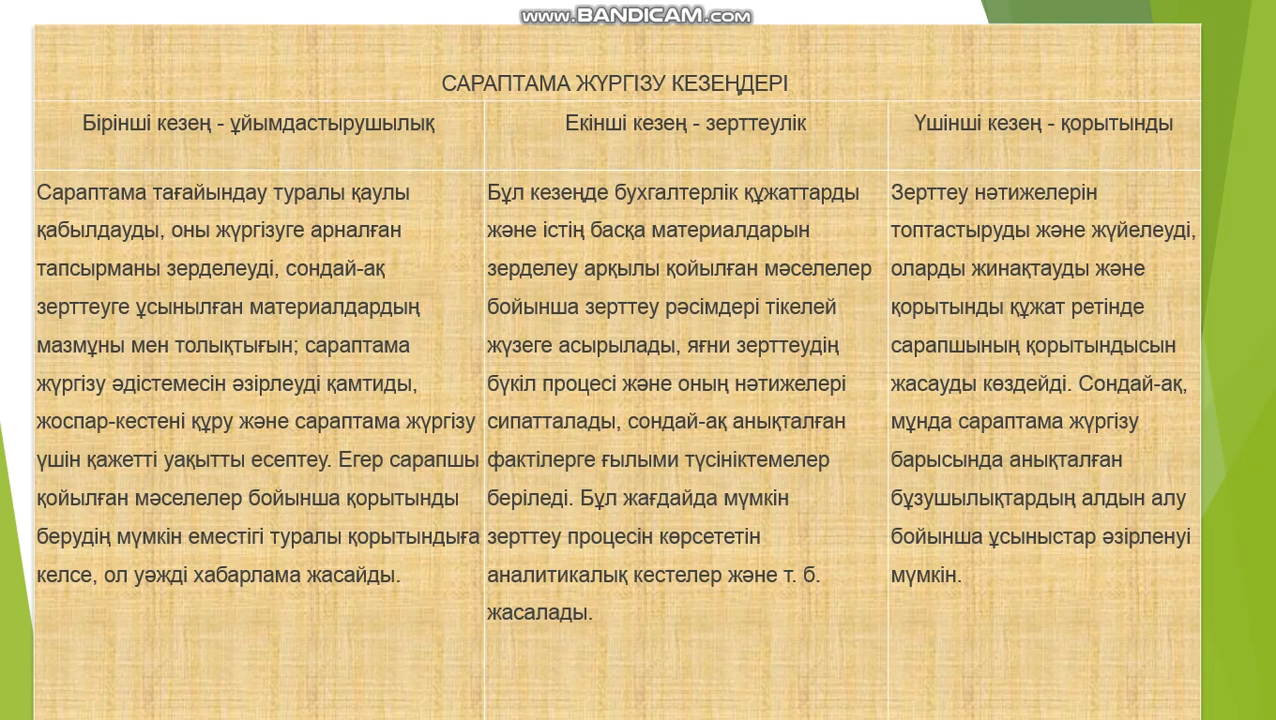 www.BANDICAM.com
САРАПТАМА ЖҮРГІЗУ КЕЗЕҢДЕРІ
Бірінші кезең - ұйымдастырушылық
Екінші кезең - зерттеулік
Үшінші кезең - қорытынды
Сараптама тағайындау туралы қаулы
қабылдауды, оны жүргізуге арналған
тапсырманы зерделеуді, сондай-ақ
зерттеуге ұсынылған материалдардың
мазмұны мен толықтығын; сараптама
жүргізу әдістемесін әзірлеуді қамтиды,
жоспар-кестені құру және сараптама жүргізу
үшін қажетті уақытты есептеу. Егер сарапшы
қойылған мәселелер бойынша қорытынды
берудің мүмкін еместігі туралы қорытындыға
келсе, ол уәжді хабарлама жасайды.
Бұл кезеңде бухгалтерлік құжаттарды
және істің басқа материалдарын
зерделеу арқылы қойылған мәселелер
бойынша зерттеу рәсімдері тікелей
жүзеге асырылады, яғни зерттеудің
бүкіл процесі және оның нәтижелері
сипатталады, сондай-ақ анықталған
фактілерге ғылыми түсініктемелер
беріледі. Бұл жағдайда мүмкін
зерттеу процесін көрсететін
аналитикалық кестелер және т. б.
жасалады.
Зерттеу нәтижелерін
топтастыруды және жүйелеуді,
оларды жинақтауды және
қорытынды құжат ретінде
сарапшының қорытындысын
жасауды көздейді. Сондай-ақ,
мұнда сараптама жүргізу
барысында анықталған
бұзушылықтардың алдын алу
бойынша ұсыныстар әзірленуі
мүмкін.